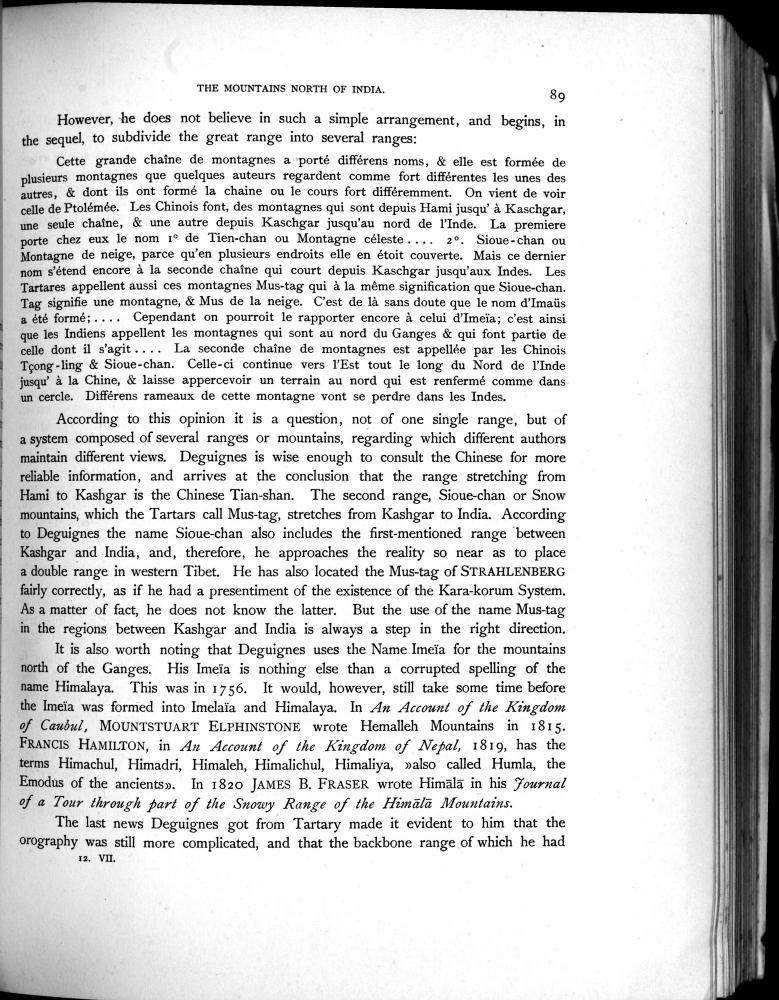 THE MOUNTAINS NORTH OF INDIA.
89
However, he does not believe in such a simple arrangement, and begins, in
the sequel, to subdivide the great range into several ranges:
Cette grande chaîne de montagnes a porté différens noms, & elle est formée de
plusieurs montagnes que quelques auteurs regardent comme fort différentes les unes des
autres, & dont ils ont formé la chaine ou le cours fort différemment. On vient de voir
celle de Ptolémée. Les Chinois font, des montagnes qui sont depuis Hami jusqu' à Kaschgar,
une seule chaîne, & une autre depuis Kaschgar jusqu'au nord de l'Inde. La premiere
porte chez eux le nom 1° de Tien-chan ou Montagne céleste .... 2°. Sioue-chan ou
Montagne de neige, parce qu'en plusieurs endroits elle en étoit couverte. Mais ce dernier
nom s'étend encore à la seconde chaîne qui court depuis Kaschgar jusqu'aux Indes. Les
Tartares appellent aussi ces montagnes Mus-tag qui à la même signification que Sioue-chan.
Tag signifie une montagne, & Mus de la neige. C'est de là sans doute que le nom d'Imaüs
a été formé; .... Cependant on pourroit le rapporter encore à celui d'Imeïa; c'est ainsi
que les Indiens appellent les montagnes qui sont au nord du Ganges & qui font partie de
celle dont il s'agit .... La seconde chaîne de montagnes est appellée par les Chinois
Tçong-ling & Sioue-chan. Celle-ci continue vers l'Est tout le long du Nord de l'Inde
jusqu' à la Chine, & laisse appercevoir un terrain au nord qui est renfermé comme dans
un cercle. Différens rameaux de cette montagne vont se perdre dans les Indes.
According to this opinion it is a question, not of one single range, but of
a system composed of several ranges or mountains, regarding which different authors
maintain different views. Deguignes is wise enough to consult the Chinese for more
reliable information, and arrives at the conclusion that the range stretching from
Hami to Kashgar is the Chinese Tian-shan. The second range, Sioue-chan or Snow
mountains, which the Tartars call Mus-tag, stretches from Kashgar to India. According
to Deguignes the name Sioue-chan also includes the first-mentioned range between
Kashgar and India, and, therefore, he approaches the reality so near as to place
a double range in western Tibet. He has also located the Mus-tag of STRAHLENBERG
fairly correctly, as if he had a presentiment of the existence of the Kara-korum System.
As a matter of fact, he does not know the latter. But the use of the name Mus-tag
in the regions between Kashgar and India is always a step in the right direction.
It is also worth noting that Deguignes uses the Name Imeïa for the mountains
north of the Ganges. His Imeïa is nothing else than a corrupted spelling of the
name Himalaya. This was in 1756. It would, however, still take some time before
the Imeïa was formed into Imelaïa and Himalaya. In An Account of the Kingdom
of Caubul, MOUNTSTUART ELPHINSTONE wrote Hemalleh Mountains in 1815.
FRANCIS HAMILTON, in An Account of the Kingdom of Nepal, 1819, has the
terms Himachul, Himadri, Himaleh, Himalichul, Himaliya, »also called Humla, the
Emodus of the ancients». In 1820 JAMES B. FRASER wrote Himālā in his Journal
of a Tour through part of the Snowy Range of the Himālā Mountains.
The last news Deguignes got from Tartary made it evident to him that the
orography was still more complicated, and that the backbone range of which he had
12. VII.